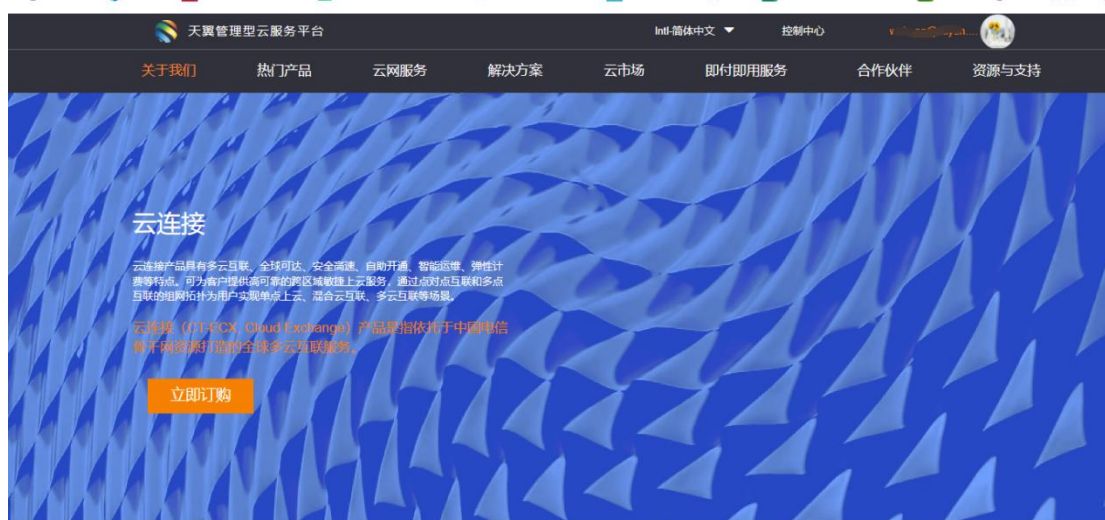 天翼管理型云服务平台
Intl-简体中文
控制中心
关于我们
热门产品
云网服务
解决方案
云市场
即付即用服务
合作伙伴
资源与支持
云连接
云连接产品具有多云互联、全球可达、安全高速、自助开通、智能运维、弹性计
费等特点。可为客户提供高可靠的跨区域敏捷上云服务，通过点对点互联和多点
互联的组网拓扑为用户实现单点上云、混合云互联、多云互联等场景。
云连接（CT-ECX, Cloud Exchange）产品是指依托于中国电信
骨干网资源打造的全球多云互联服务。
立即订购